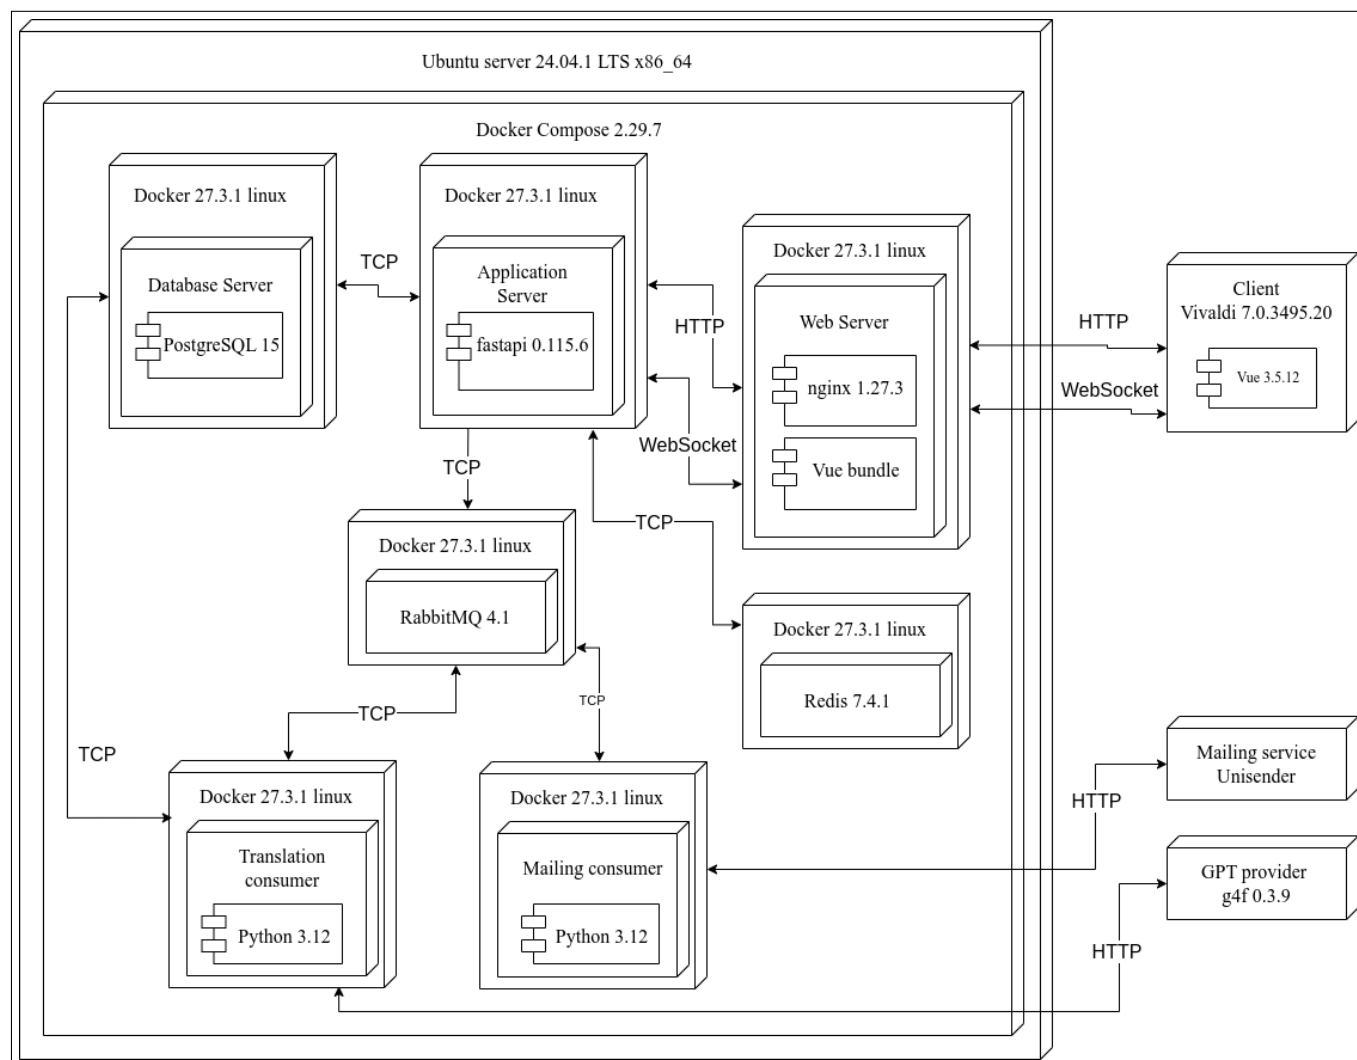 Ubuntu server 24.04.1 LTS x86_64
Docker Compose 2.29.7
Docker 27.3.1 linux
Database Server
PostgreSQL 15
TCP
Docker 27.3.1 linux
Application
Server
fastapi 0.115.6
HTTP
WebSocket
Docker 27.3.1 linux
Web Server
nginx 1.27.3
Vue bundle
HTTP
WebSocket
Client
Vivaldi 7.0.3495.20
Vue 3.5.12
TCP
TCP
Docker 27.3.1 linux
RabbitMQ 4.1
Docker 27.3.1 linux
Redis 7.4.1
TCP
TCP
TCP
Docker 27.3.1 linux
Translation
consumer
Python 3.12
Docker 27.3.1 linux
Mailing consumer
Python 3.12
HTTP
Mailing service
Unisender
HTTP
GPT provider
g4f 0.3.9